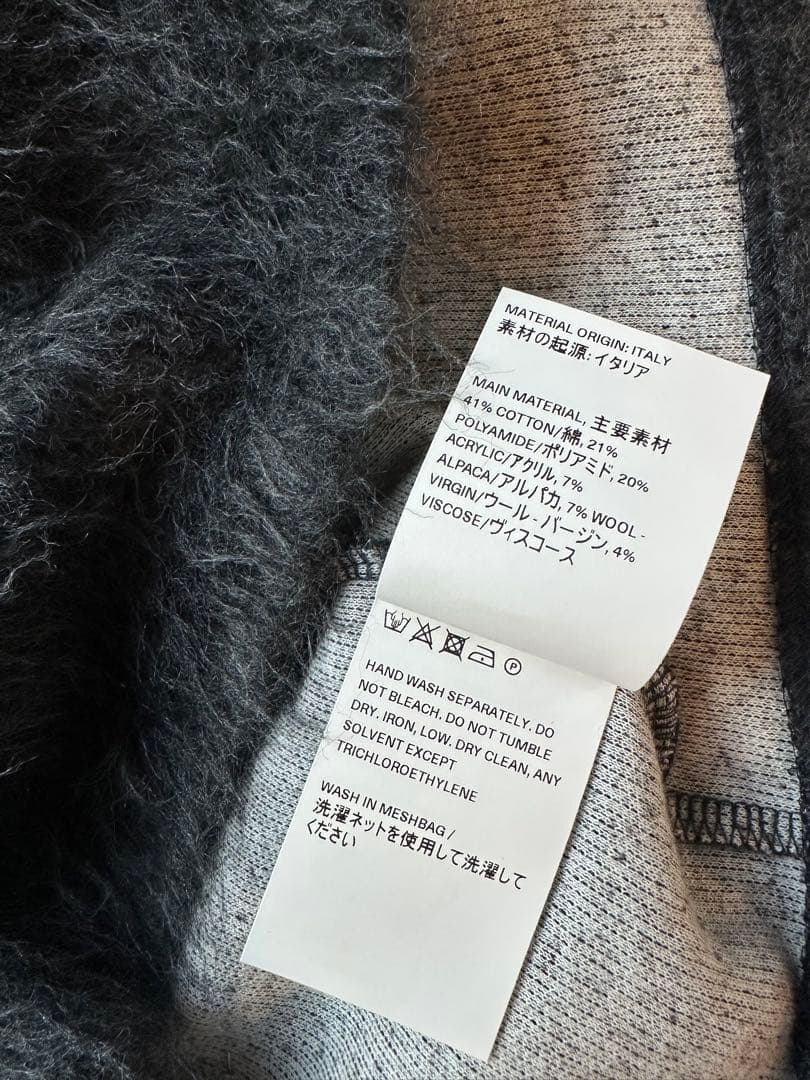 MATERIAL ORIGIN: ITALY
素材の起源: イタリア
MAIN MATERIAL, 主要素材
41% COTTON/綿, 21%
POLYAMIDE/ポリアミド, 20%
ACRYLIC/アクリル, 7%
ALPACA/アルパカ, 7% WOOL -
VIRGIN/ウール - バージン, 4%
VISCOSE/ヴィスコース
P
HAND WASH SEPARATELY. DO
NOT BLEACH. DO NOT TUMBLE
DRY. IRON, LOW. DRY CLEAN, ANY
SOLVENT EXCEPT
TRICHLOROETHYLENE
WASH IN MESHBAG /
洗濯ネットを使用して洗濯して
ください